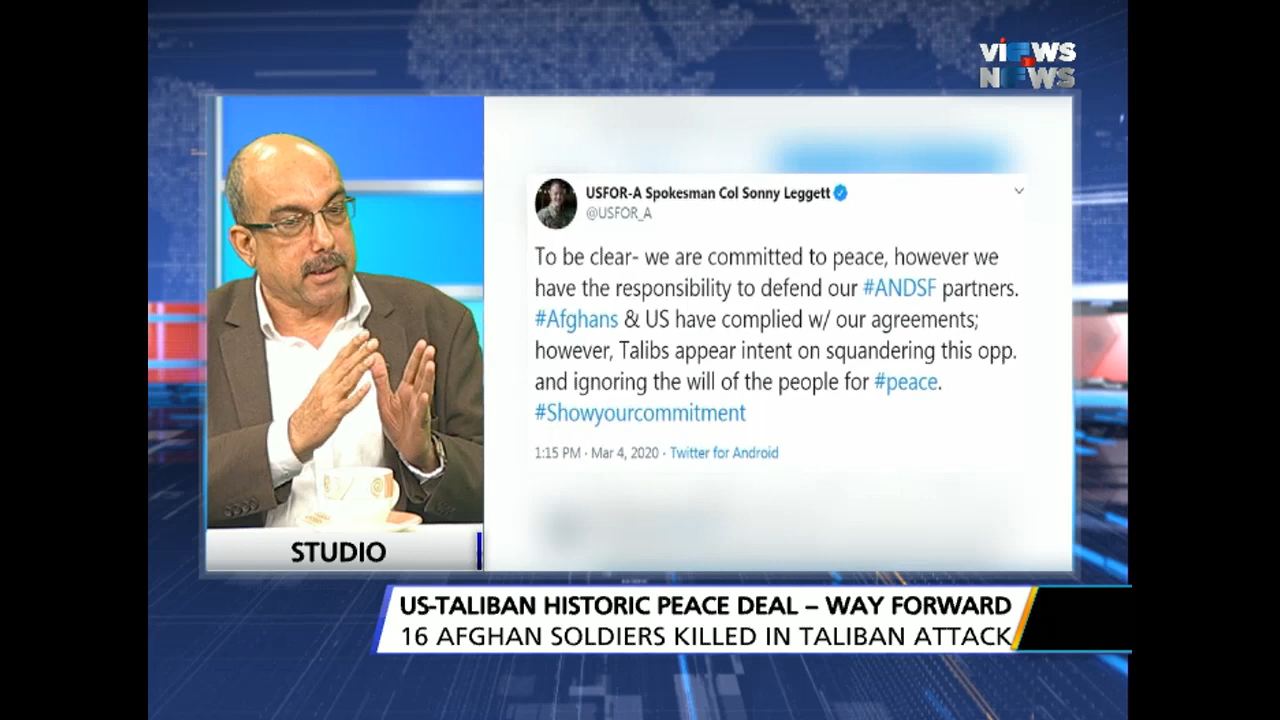 VIEWS
NEWS
USFOR-A Spokesman Col Sonny Leggett
@USFOR_A
To be clear- we are committed to peace, however we
have the responsibility to defend our #ANDSF partners.
#Afghans & US have complied w/ our agreements;
however, Talibs appear intent on squandering this opp.
and ignoring the will of the people for #peace.
#Showyourcommitment
1:15 PM · Mar 4, 2020 · Twitter for Android
STUDIO
US-TALIBAN HISTORIC PEACE DEAL – WAY FORWARD
16 AFGHAN SOLDIERS KILLED IN TALIBAN ATTACK